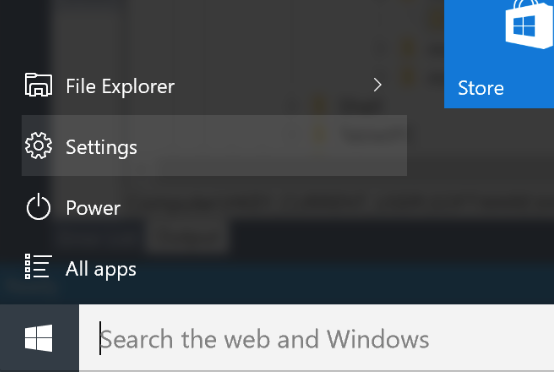 Store
File Explorer
Settings
Power
All apps
Search the web and Windows